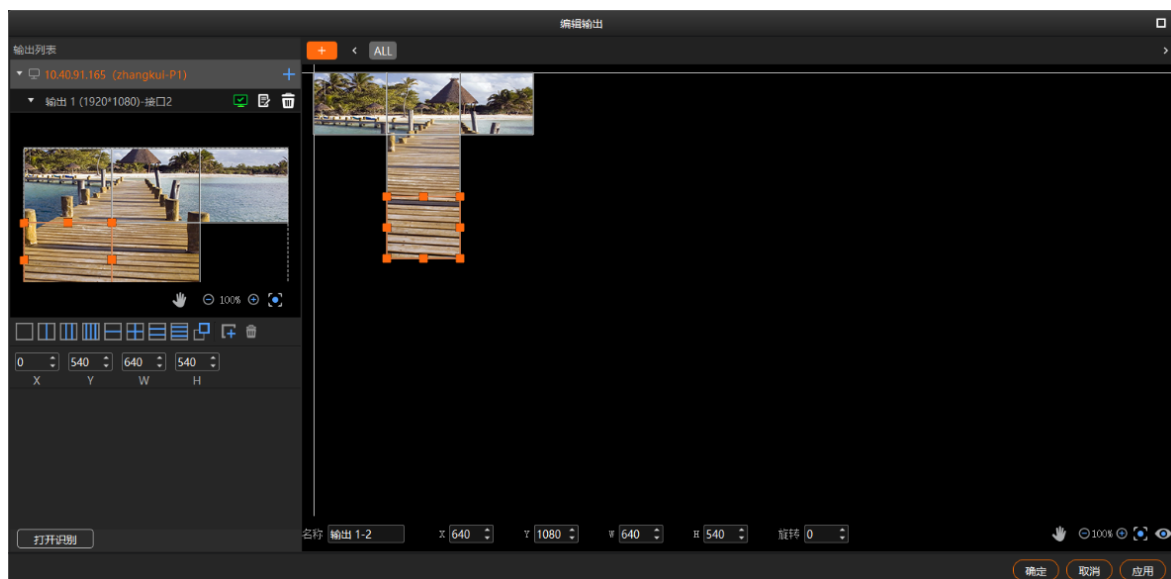 编辑输出
输出列表
+ < ALL >
10.40.91.165 (zhangkui-P1) +
输出 1 (1920*1080)-接口2
100%
0 540 640 540
X Y W H
打开识别
名称 输出 1-2 X 640 Y 1080 W 640 H 540 旋转 0 100%
确定 取消 应用